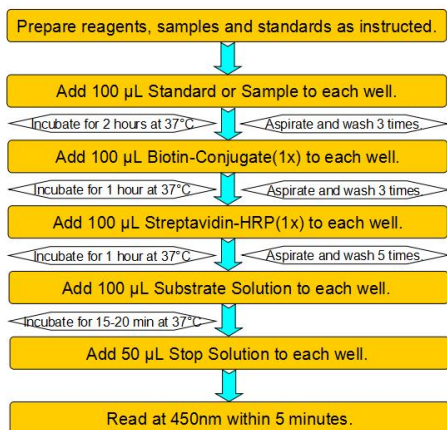 Prepare reagents, samples and standards as instructed.
Add 100 µL Standard or Sample to each well.
Incubate for 2 hours at 37°C
Aspirate and wash 3 times.
Add 100 µL Biotin-Conjugate(1x) to each well.
Incubate for 1 hour at 37°C
Aspirate and wash 3 times.
Add 100 µL Streptavidin-HRP(1x) to each well.
Incubate for 1 hour at 37°C
Aspirate and wash 5 times.
Add 100 µL Substrate Solution to each well.
Incubate for 15-20 min at 37°C
Add 50 µL Stop Solution to each well.
Read at 450nm within 5 minutes.